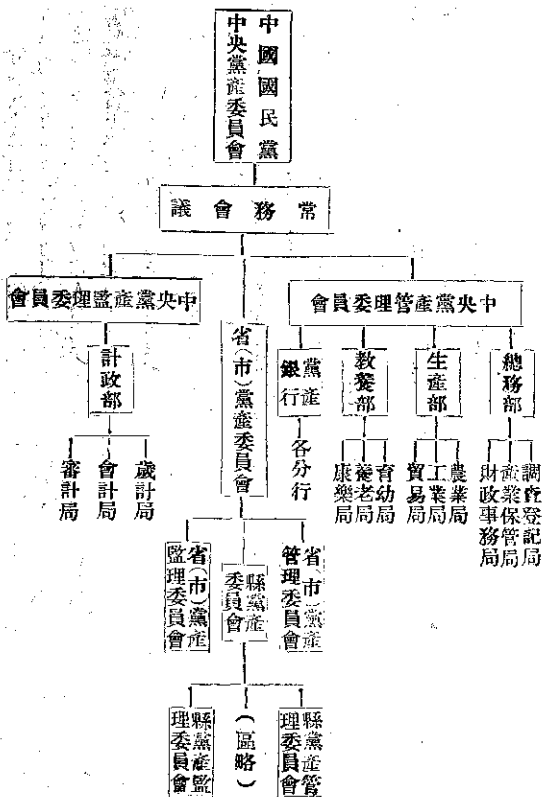 中國國民黨
中央黨產委員會
常務會議
中央黨產管理委員會
中央黨產監理委員會
總務部
生產部
教養部
黨產
銀行
省(市)黨產委員會
計政部
調查登記局
產業保管局
財政事務局
農業局
工業局
貿易局
育幼局
養老局
康樂局
各分行
歲計局
會計局
審計局
省(市)黨產
管理委員會
縣黨產
委員會
省(市)黨產
監理委員會
縣黨產管
理委員會
(區略)
縣黨產監
理委員會